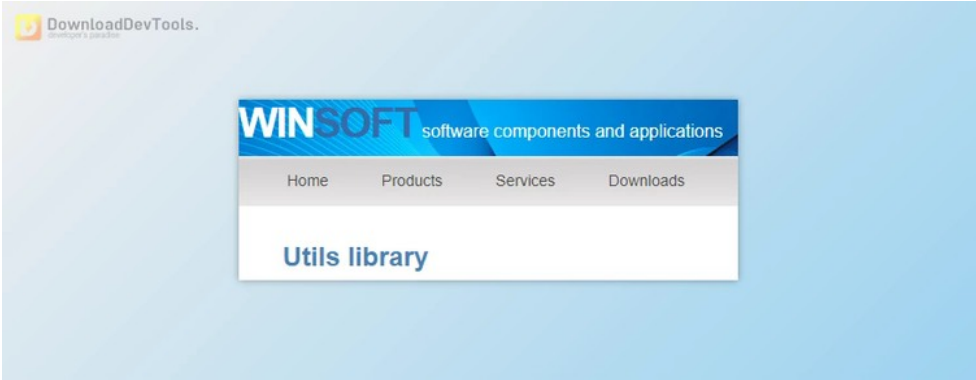 DownloadDevTools.
developer's paradise
WINSOFT software components and applications
Home Products Services Downloads
Utils library